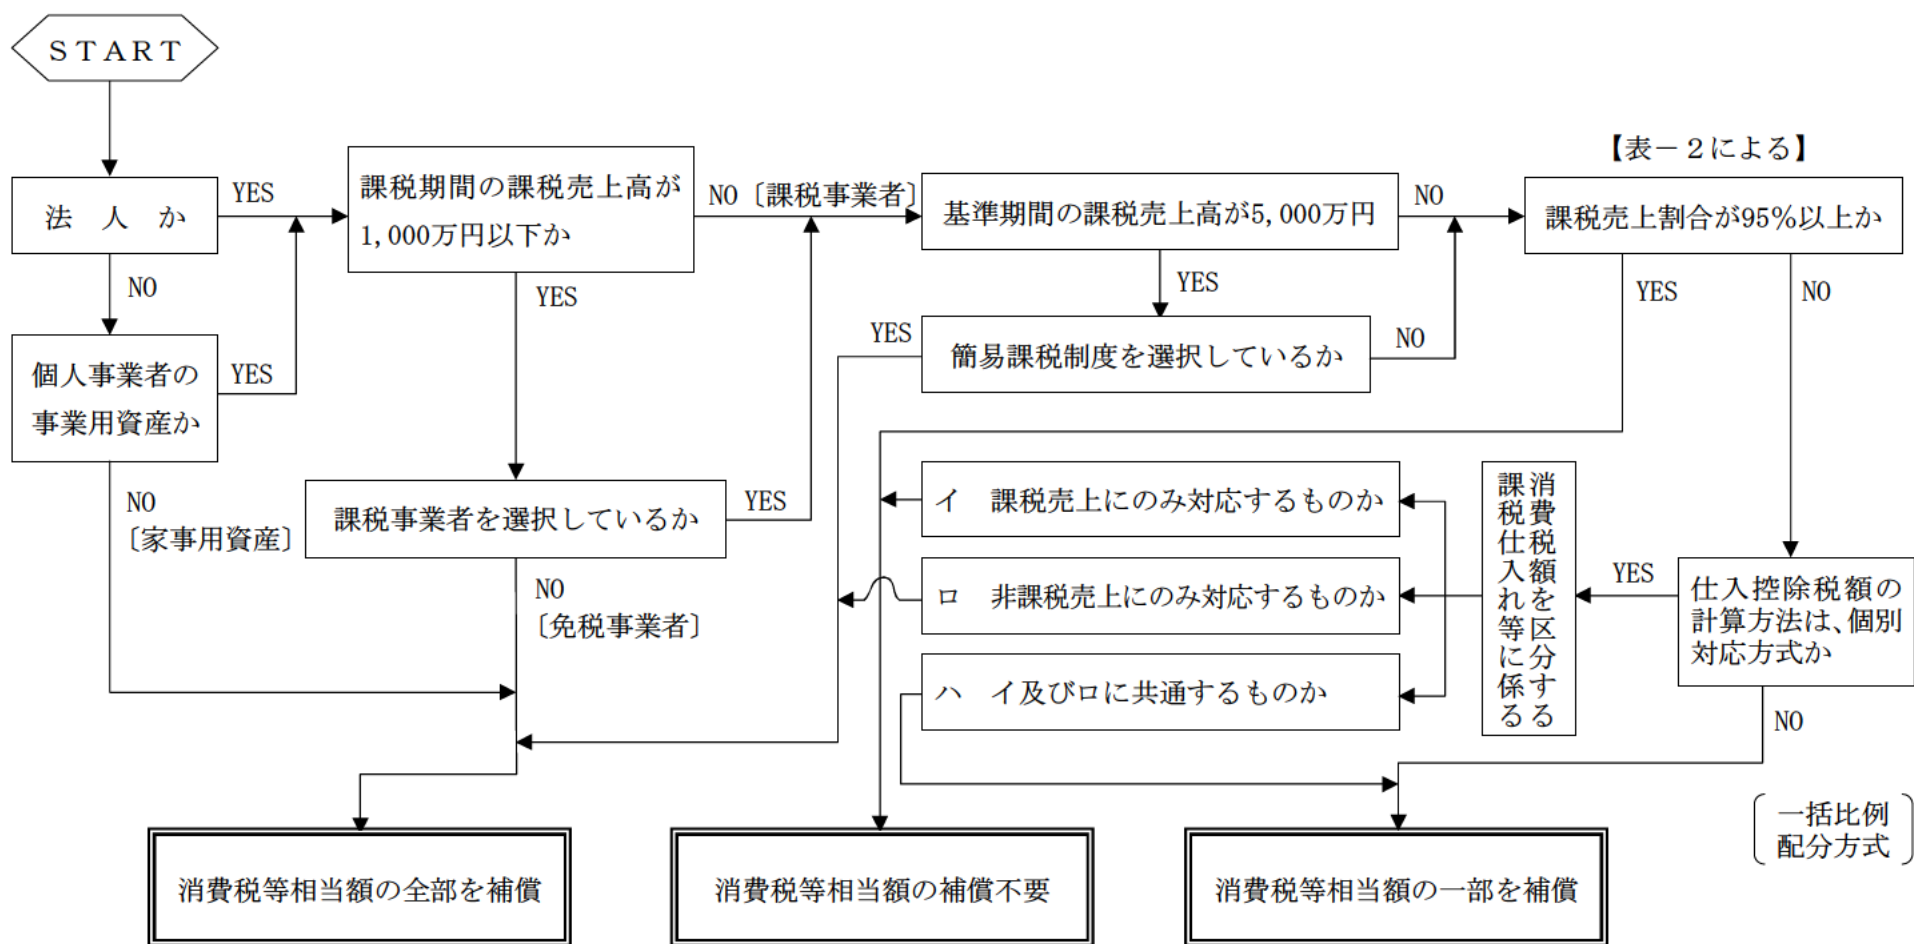 ＳＴＡＲＴ
法　人　か
YES
NO
個人事業者の
事業用資産か
YES
NO
〔家事用資産〕
課税期間の課税売上高が
1,000万円以下か
NO〔課税事業者〕
YES
課税事業者を選択しているか
YES
NO
〔免税事業者〕
基準期間の課税売上高が5,000万円
NO
YES
簡易課税制度を選択しているか
YES
NO
【表－２による】
課税売上割合が95％以上か
YES
NO
仕入控除税額の
計算方法は、個別
対応方式か
YES
NO
〔一括比例
配分方式〕
課税仕入れ等に係る
消費税額を区分する
イ　課税売上にのみ対応するものか
ロ　非課税売上にのみ対応するものか
ハ　イ及びロに共通するものか
消費税等相当額の全部を補償
消費税等相当額の補償不要
消費税等相当額の一部を補償